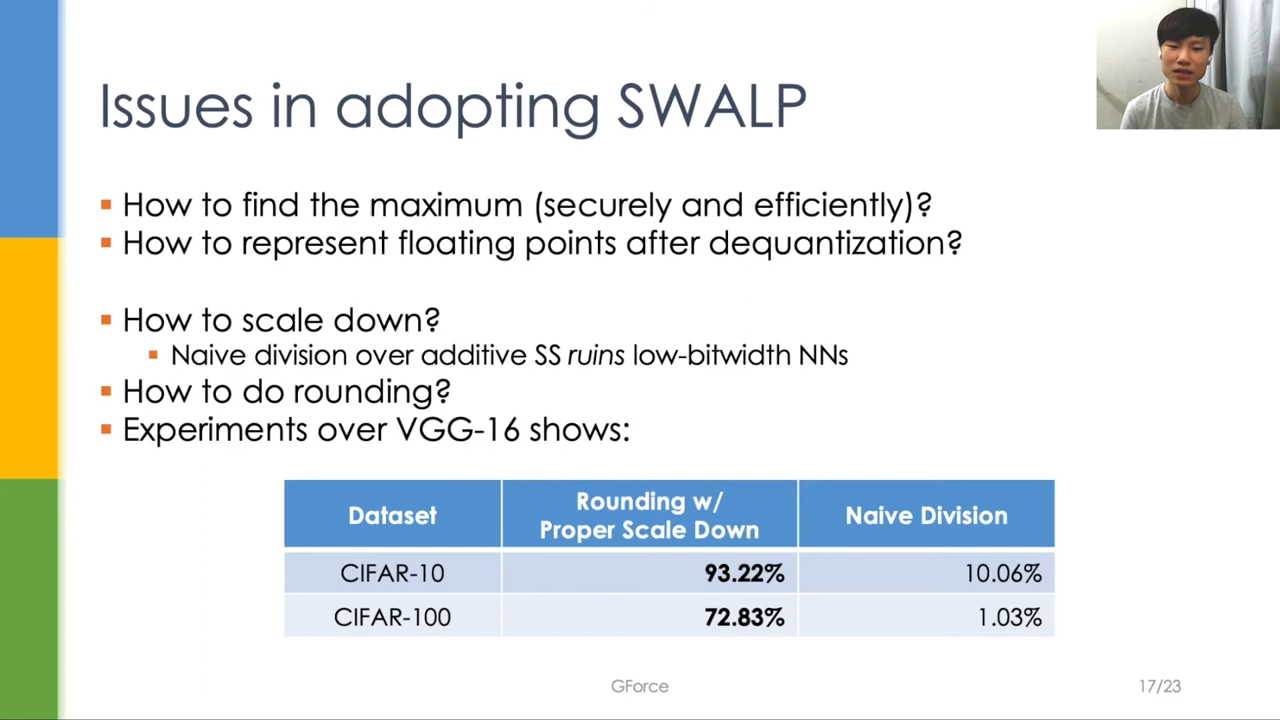 Issues in adopting SWALP
How to find the maximum (securely and efficiently)?
How to represent floating points after dequantization?
How to scale down?
Naive division over additive SS ruins low-bitwidth NNs
How to do rounding?
Experiments over VGG-16 shows:
Dataset
Rounding w/
Proper Scale Down
Naive Division
CIFAR-10
93.22%
10.06%
CIFAR-100
72.83%
1.03%
GForce
17/23